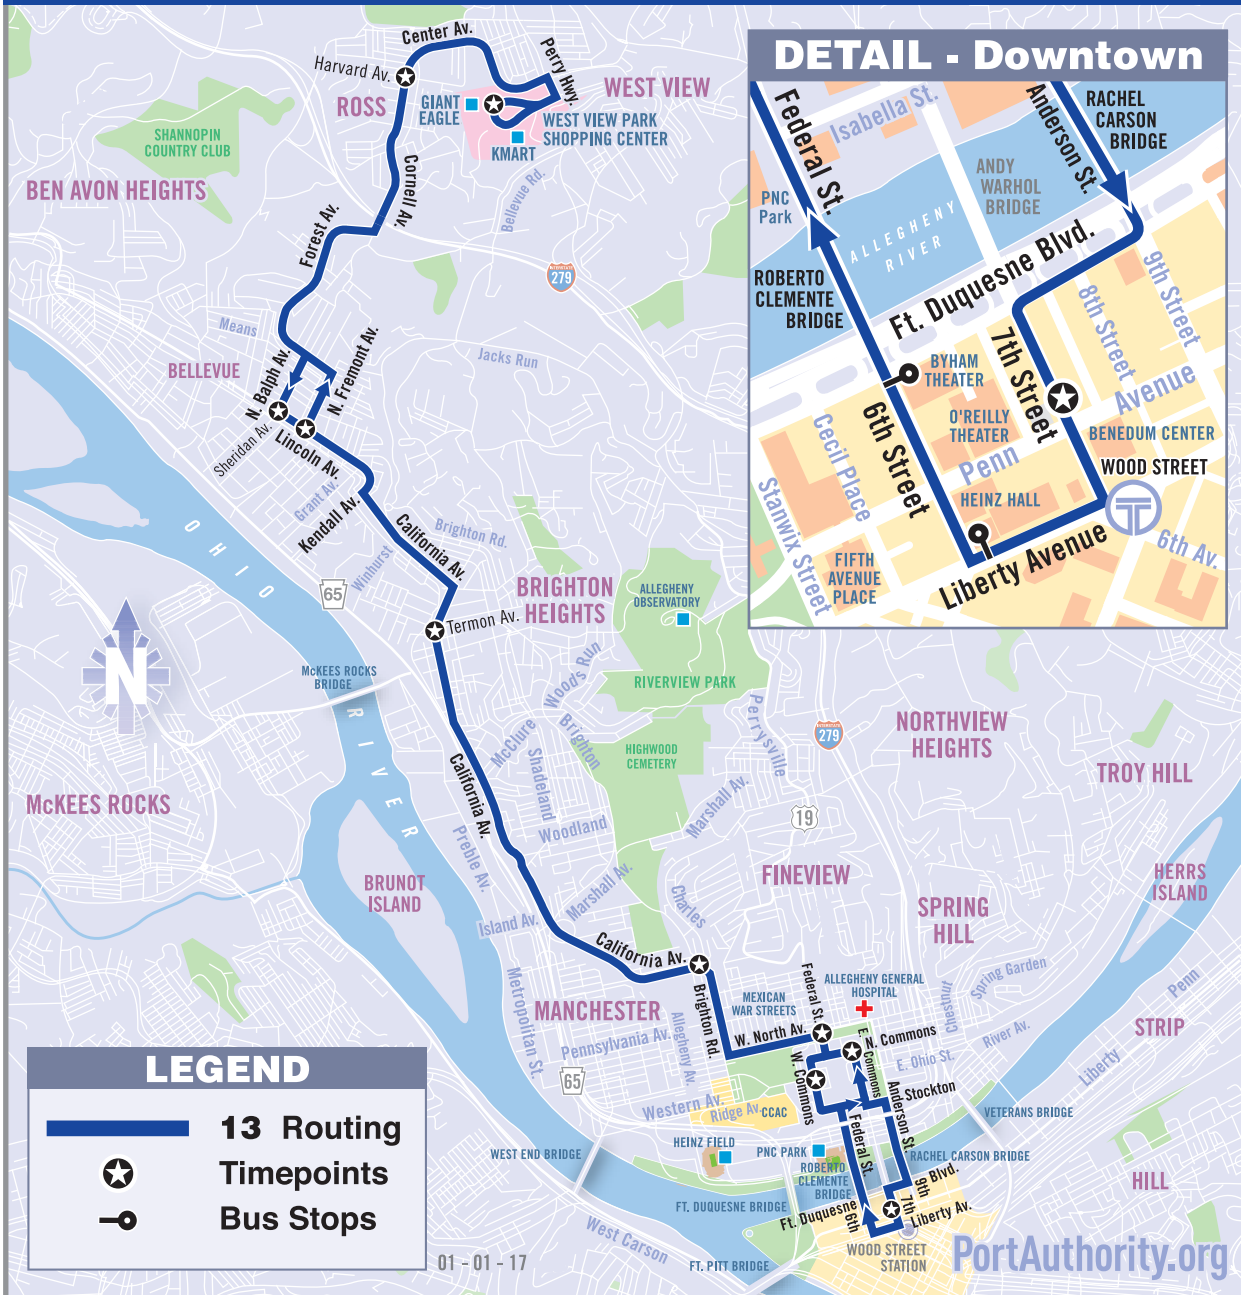 Center Av.
Harvard Av.
Perry Hwy.
ROSS
WEST VIEW
GIANT
EAGLE
WEST VIEW PARK
SHOPPING CENTER
KMART
SHANNOPIN
COUNTRY CLUB
BEN AVON HEIGHTS
Cornell Av.
Bellevue Rd.
Forest Av.
279
Means
Jacks Run
BELLEVUE
N. Balph Av.
N. Fremont Av.
Sheridan Av.
Lincoln Av.
Grant Av.
Kendall Av.
California Av.
Brighton Rd.
Winhurst
65
OHIO
RIVER
BRIGHTON
HEIGHTS
ALLEGHENY
OBSERVATORY
Termon Av.
McKEES ROCKS
BRIDGE
N
Wood's Run
RIVERVIEW PARK
Perrysville
McClure
Brighton
Shadeland
HIGHWOOD
CEMETERY
279
NORTHVIEW
HEIGHTS
TROY HILL
McKEES ROCKS
California Av.
Woodland
Marshall Av.
19
Preble Av.
BRUNOT
ISLAND
Marshall Av.
Charles
FINEVIEW
HERRS
ISLAND
SPRING
HILL
Island Av.
California Av.
Metropolitan St.
Brighton Rd.
MANCHESTER
MEXICAN
WAR STREETS
Federal St.
ALLEGHENY GENERAL
HOSPITAL
Spring Garden
Chestnut
Penn
STRIP
Pennsylvania Av.
Allegheny Av.
W. North Av.
E. Commons
N. Commons
River Av.
E. Ohio St.
Liberty
W. Commons
65
Western Av.
Ridge Av.
CCAC
Anderson St.
Stockton
VETERANS BRIDGE
HEINZ FIELD
PNC PARK
Federal St.
WEST END BRIDGE
ROBERTO
CLEMENTE
BRIDGE
RACHEL CARSON BRIDGE
HILL
FT. DUQUESNE BRIDGE
Ft. Duquesne
Blvd.
9th
6th
7th
Liberty Av.
West Carson
WOOD STREET
STATION
FT. PITT BRIDGE
PortAuthority.org
01 - 01 - 17
LEGEND
13 Routing
Timepoints
Bus Stops
DETAIL - Downtown
Federal St.
Isabella St.
Anderson St.
RACHEL
CARSON
BRIDGE
PNC
Park
ANDY
WARHOL
BRIDGE
ALLEGHENY
RIVER
ROBERTO
CLEMENTE
BRIDGE
Ft. Duquesne Blvd.
9th Street
8th Street
7th Street
BYHAM
THEATER
O'REILLY
THEATER
Penn
Avenue
Cecil Place
6th Street
BENEDUM CENTER
WOOD STREET
T
HEINZ HALL
Stanwix Street
FIFTH
AVENUE
PLACE
Liberty Avenue
6th Av.